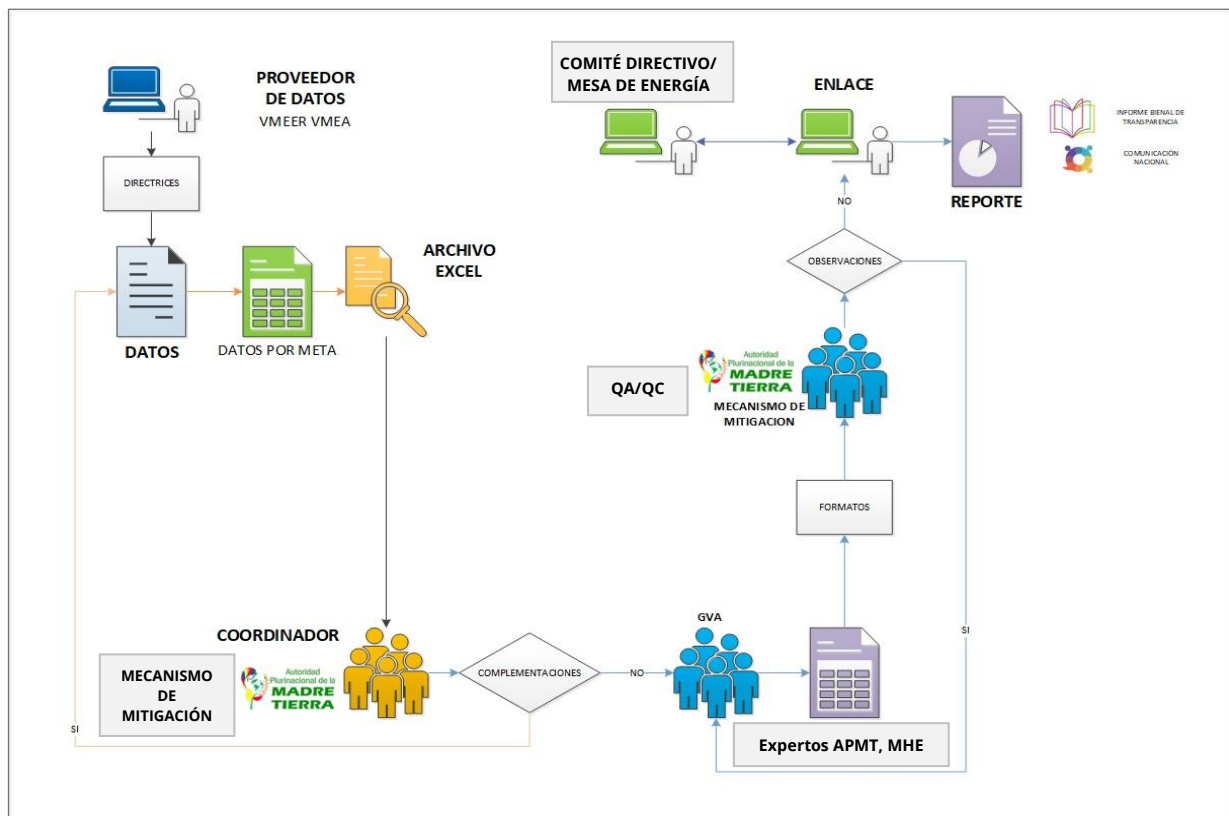 PROVEEDOR
DE DATOS
VMEER VMEA
DIRECTRICES
DATOS
DATOS POR META
ARCHIVO
EXCEL
COMITÉ DIRECTIVO/
MESA DE ENERGÍA
ENLACE
REPORTE
INFORME BIENAL DE
TRANSPARENCIA
COMUNICACIÓN
NACIONAL
NO
OBSERVACIONES
QA/QC
Autoridad
Plurinacional de la
MADRE
TIERRA
MECANISMO DE
MITIGACION
FORMATOS
SI
COORDINADOR
Autoridad
Plurinacional de la
MADRE
TIERRA
MECANISMO
DE
MITIGACIÓN
SI
COMPLEMENTACIONES
NO
GVA
Expertos APMT, MHE